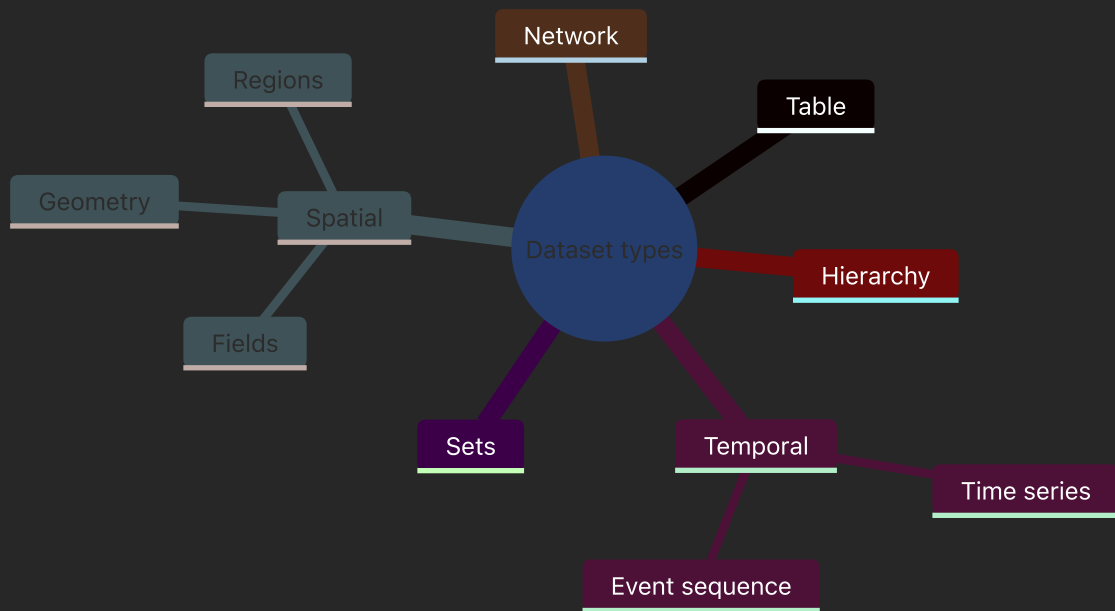 Network
Regions
Table
Geometry
Spatial
Dataset types
Hierarchy
Fields
Sets
Temporal
Time series
Event sequence